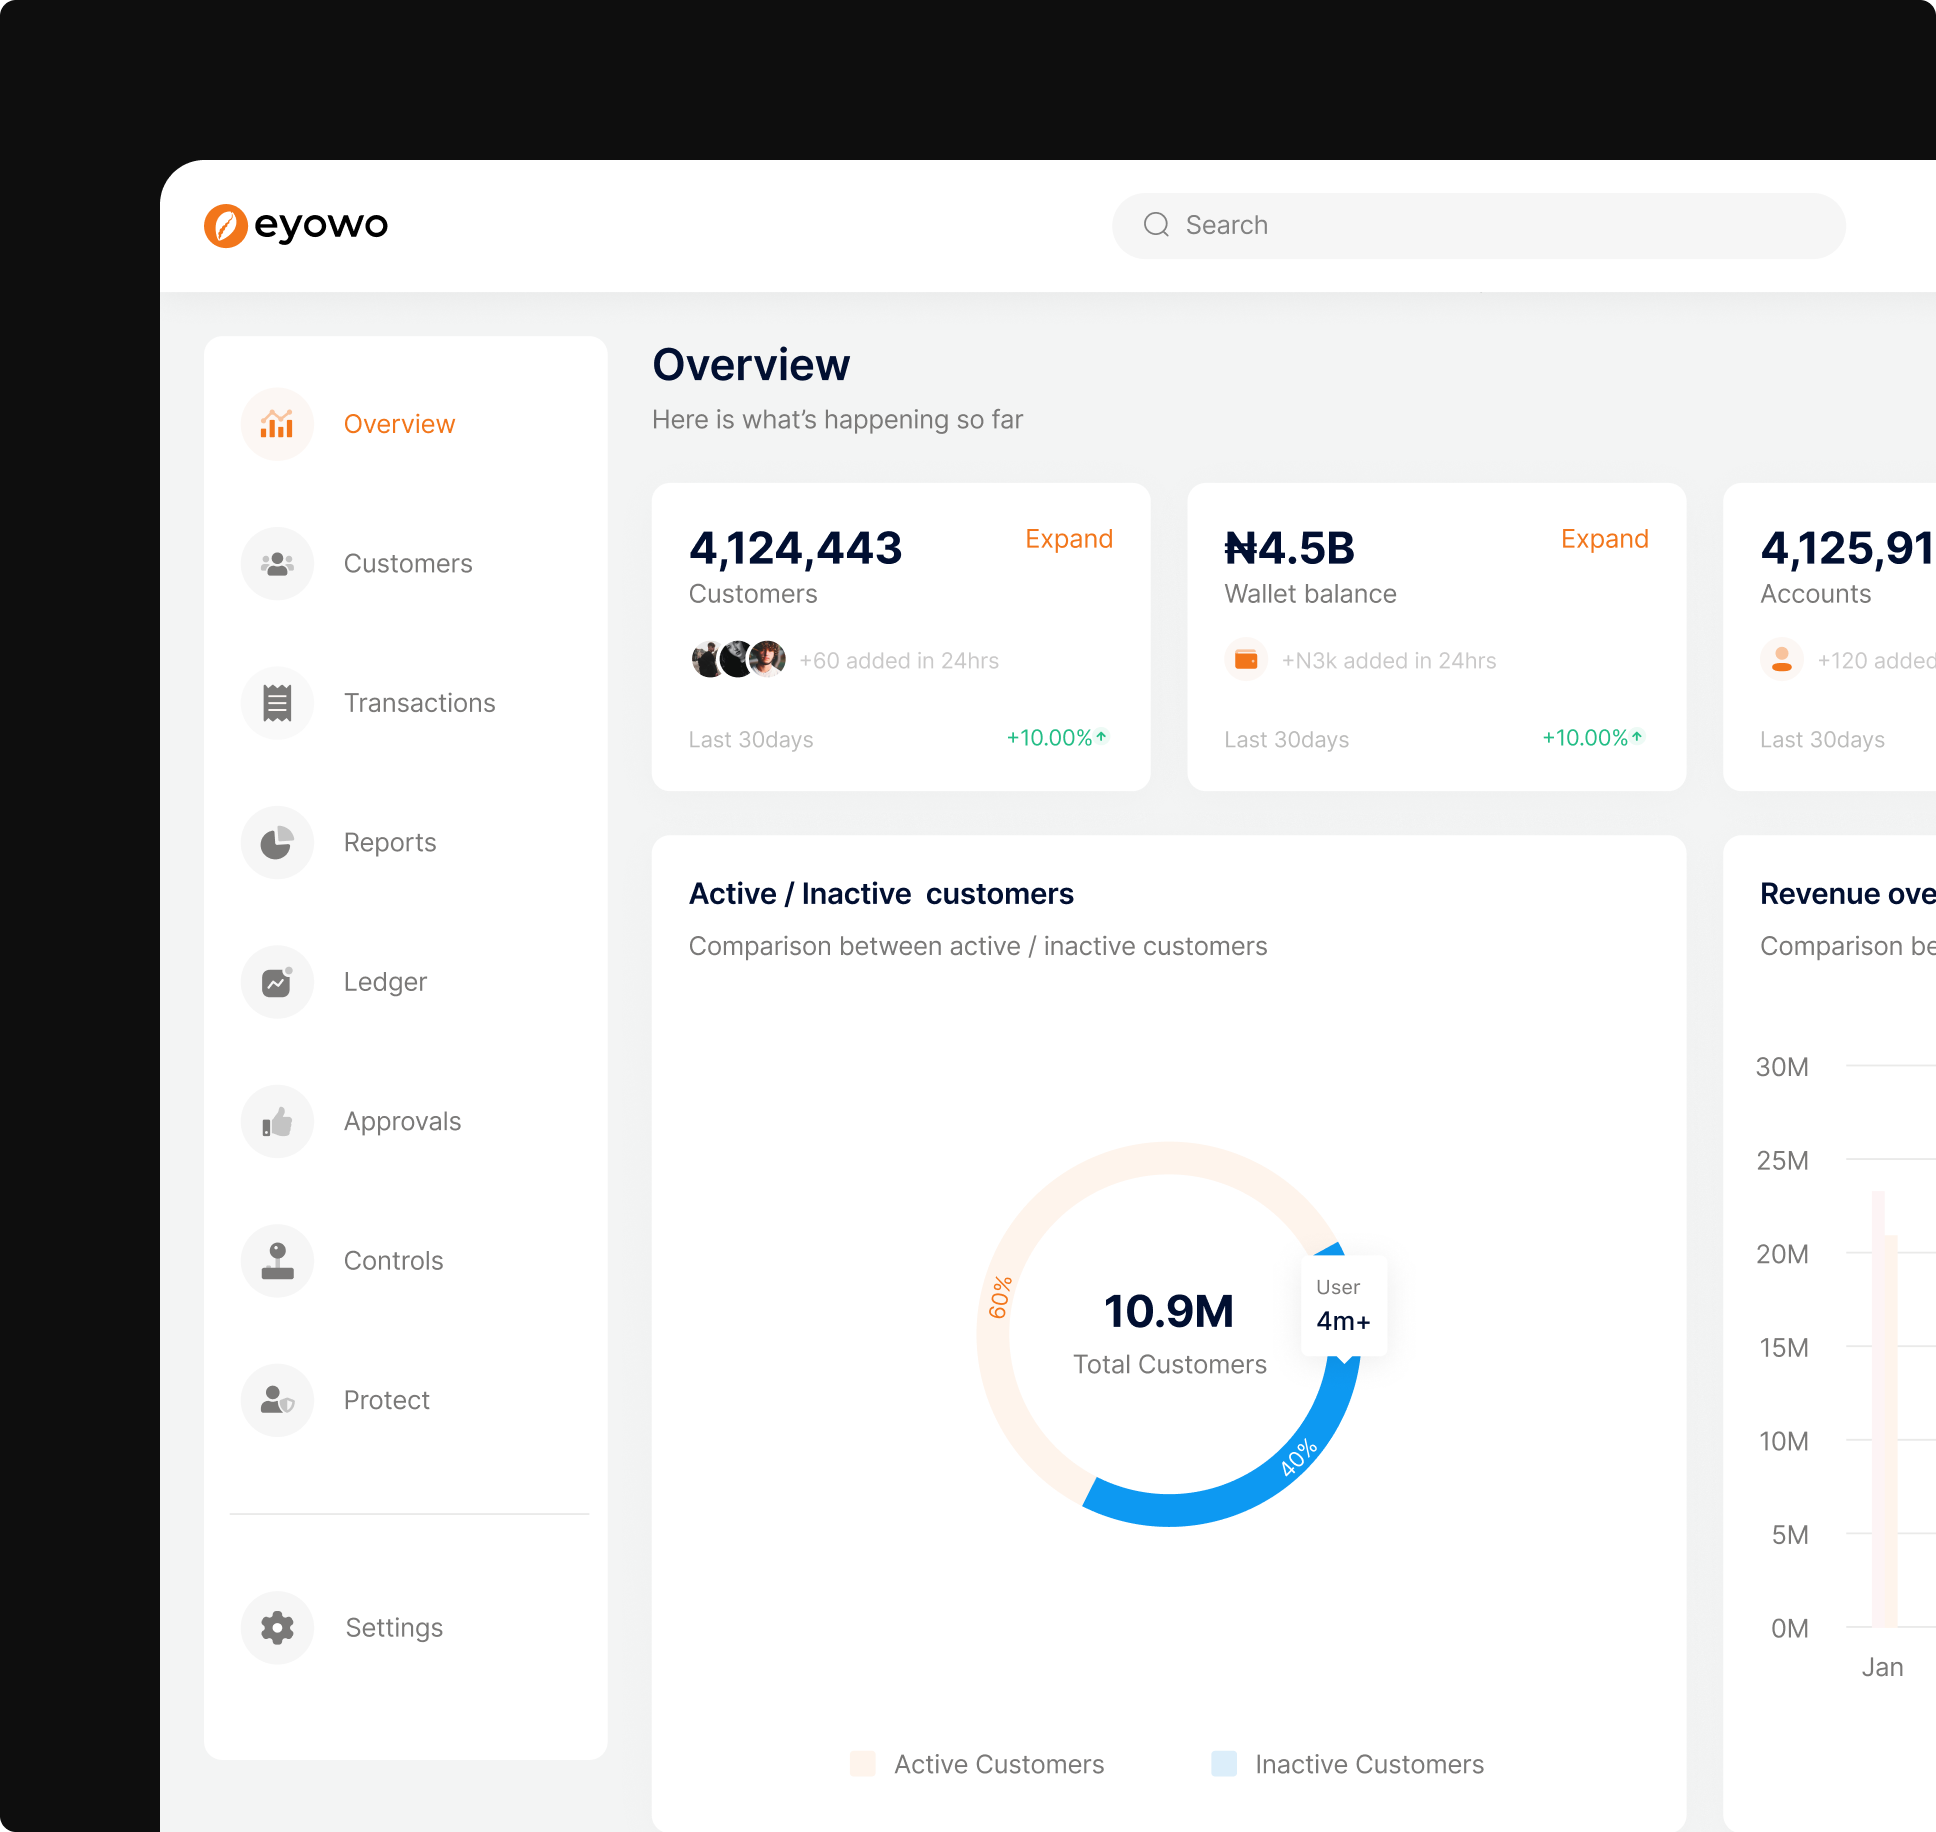 eyowo
Search
Overview
Customers
Transactions
Reports
Ledger
Approvals
Controls
Protect
Settings
Overview
Here is what’s happening so far
4,124,443
Expand
Customers
+60 added in 24hrs
Last 30days
+10.00%
₦4.5B
Expand
Wallet balance
+N3k added in 24hrs
Last 30days
+10.00%
4,125,91
Accounts
+120 added
Last 30days
Active / Inactive  customers
Comparison between active / inactive customers
60%
10.9M
Total Customers
User
4m+
40%
Active Customers
Inactive Customers
Revenue ove
Comparison be
30M
25M
20M
15M
10M
5M
0M
Jan